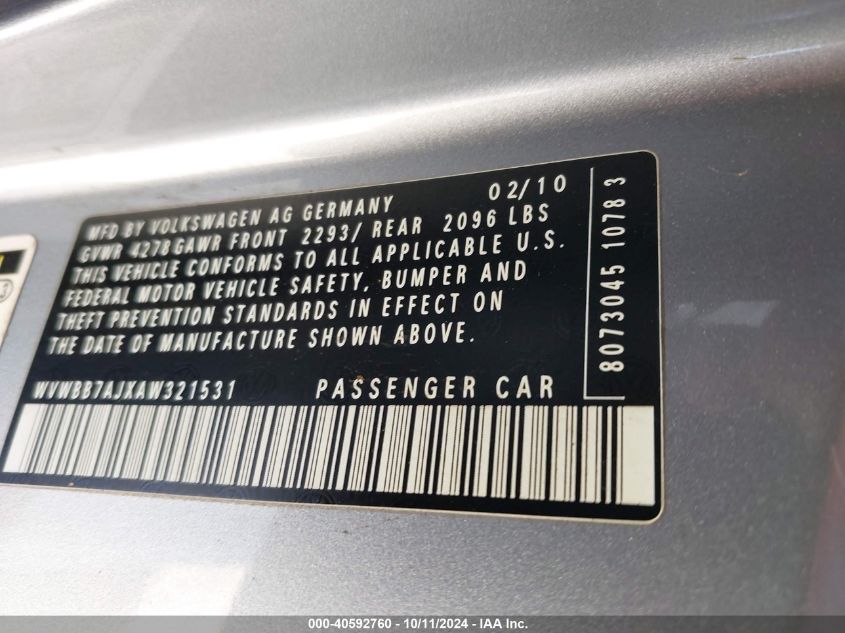 02/10
MFD BY VOLKSWAGEN AG GERMANY
GVWR 4278 GAWR FRONT 2293/ REAR 2096 LBS
THIS VEHICLE CONFORMS TO ALL APPLICABLE U.S.
FEDERAL MOTOR VEHICLE SAFETY, BUMPER AND
THEFT PREVENTION STANDARDS IN EFFECT ON
THE DATE OF MANUFACTURE SHOWN ABOVE.
WVWBB7AJXAW321531 PASSENGER CAR
8073045 1078 3
000-40592760 - 10/11/2024 - IAA Inc.